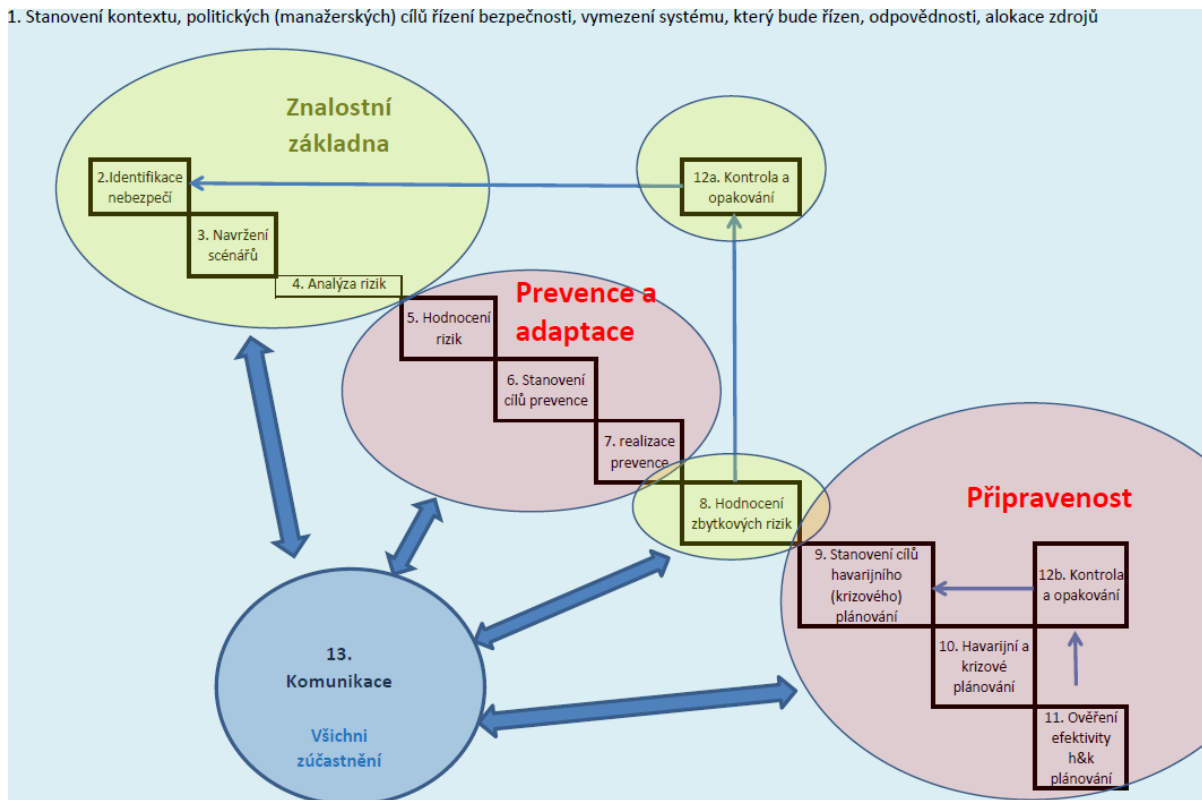 1. Stanovení kontextu, politických (manažerských) cílů řízení bezpečnosti, vymezení systému, který bude řízen, odpovědnosti, alokace zdrojů
Znalostní
základna
2.Identifikace
nebezpečí
12a. Kontrola a
opakování
3. Navržení
scénářů
4. Analýza rizik
Prevence a
adaptace
5. Hodnocení
rizik
6. Stanovení
cílů prevence
7. realizace
prevence
8. Hodnocení
zbytkových rizik
Připravenost
9. Stanovení cílů
havarijního
(krizového)
plánování
12b. Kontrola
a opakování
10. Havarijní a
krizové
plánování
11. Ověření
efektivity
h&k
plánování
13.
Komunikace
Všichni
zúčastnění